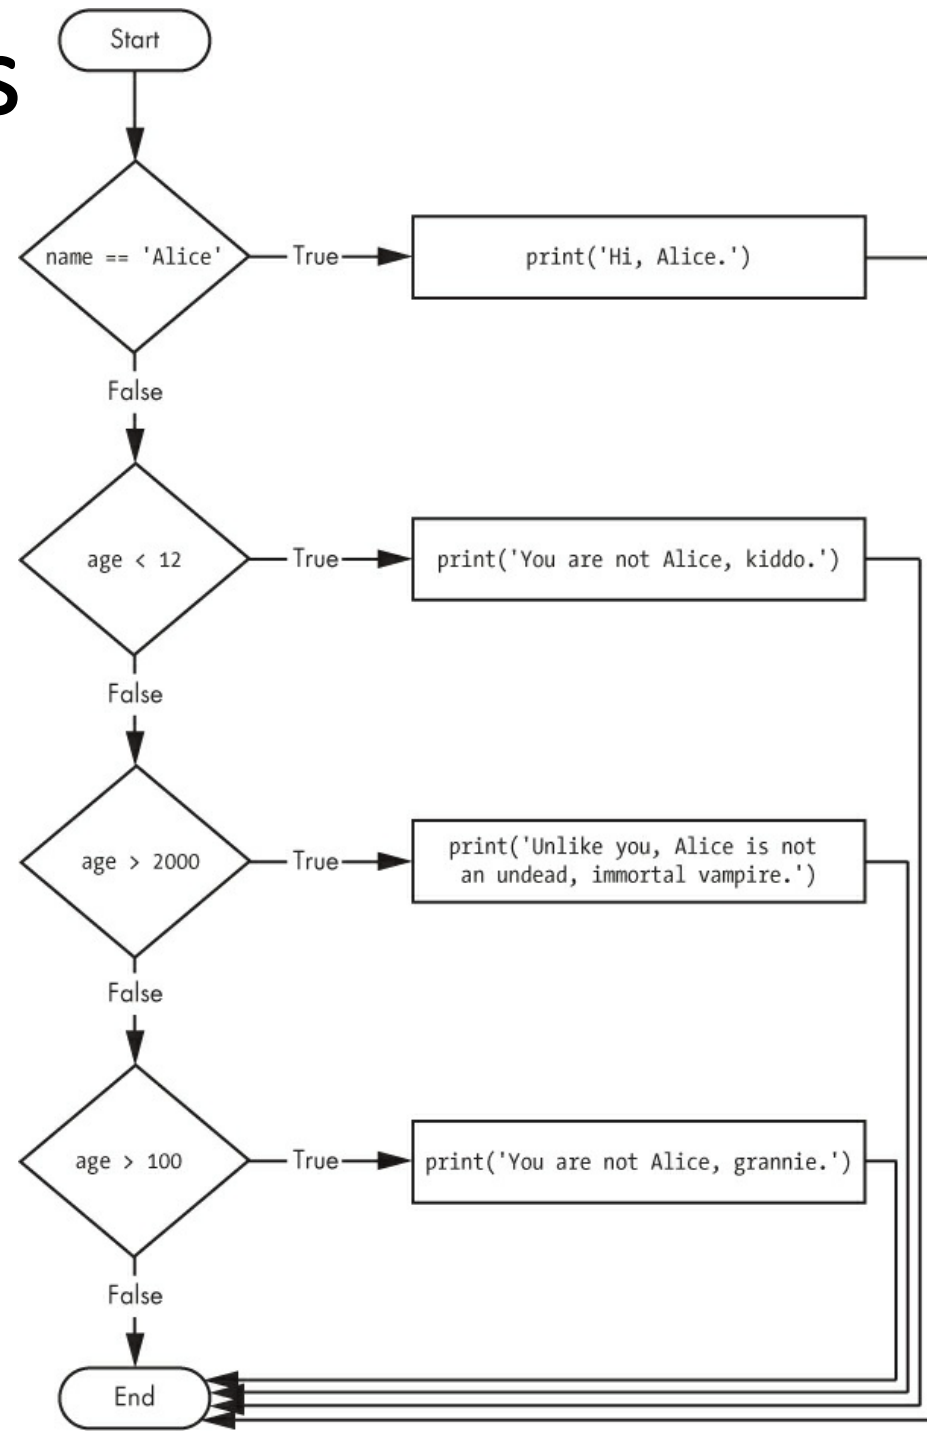 Start
s
name == 'Alice'
True
print('Hi, Alice.')
False
age < 12
True
print('You are not Alice, kiddo.')
False
age > 2000
True
print('Unlike you, Alice is not
an undead, immortal vampire.')
False
age > 100
True
print('You are not Alice, grannie.')
False
End